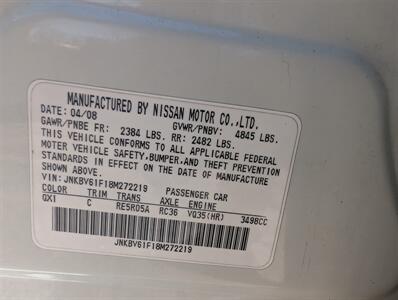 MANUFACTURED BY NISSAN MOTOR CO.,LTD.
DATE: 04/08 GVWR/PNBV: 4845 LBS.
GAWR/PNBE FR: 2384 LBS. RR: 2482 LBS.
THIS VEHICLE CONFORMS TO ALL APPLICABLE FEDERAL
MOTOR VEHICLE SAFETY, BUMPER, AND THEFT PREVENTION
STANDARDS IN EFFECT ON THE DATE OF MANUFACTURE
SHOWN ABOVE.
VIN: JNKBV61F18M272219 PASSENGER CAR
COLOR TRIM TRANS AXLE ENGINE
QX1 C RE5R05A RC36 VQ35(HR) 3498CC
JNKBV61F18M272219